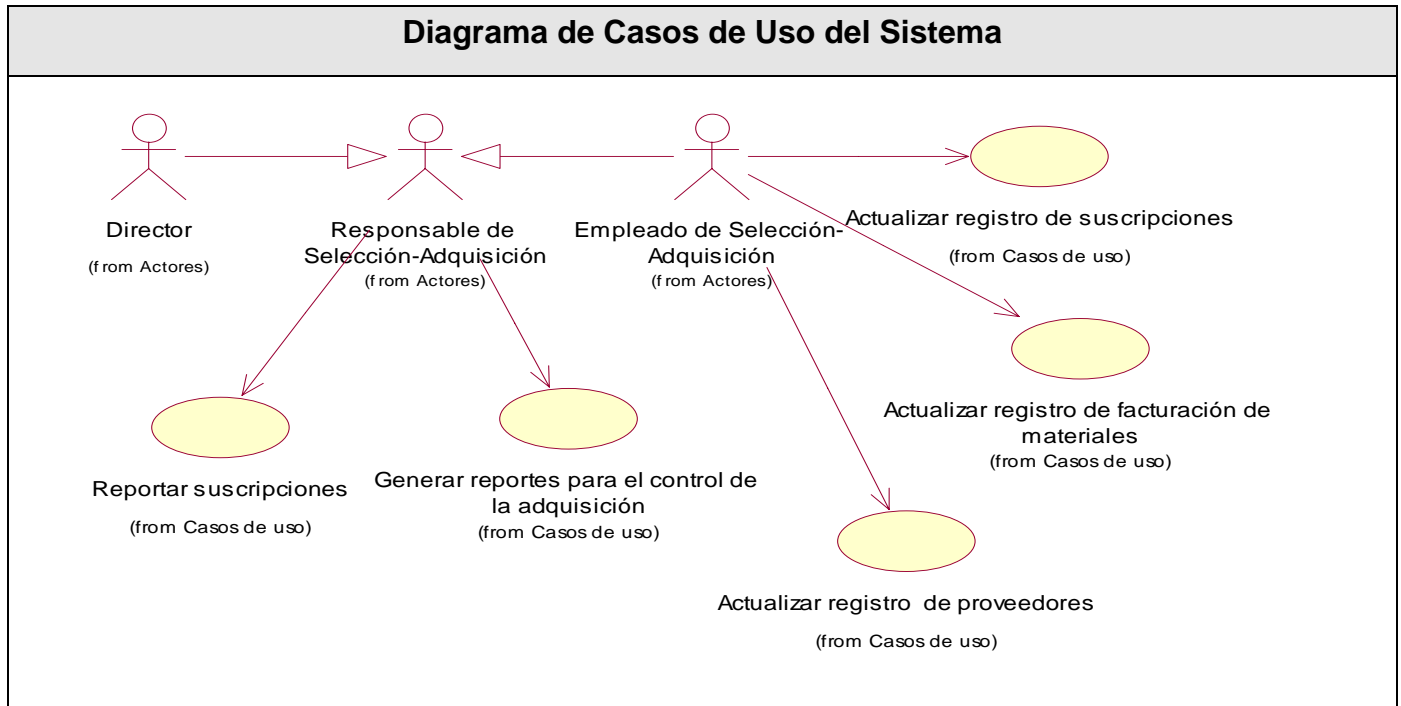 Diagrama de Casos de Uso del Sistema
Director
(from Actores)
Responsable de
Selección-Adquisición
(from Actores)
Empleado de Selección-
Adquisición
(from Actores)
Actualizar registro de suscripciones
(from Casos de uso)
Actualizar registro de facturación de
materiales
(from Casos de uso)
Reportar suscripciones
(from Casos de uso)
Generar reportes para el control de
la adquisición
(from Casos de uso)
Actualizar registro de proveedores
(from Casos de uso)